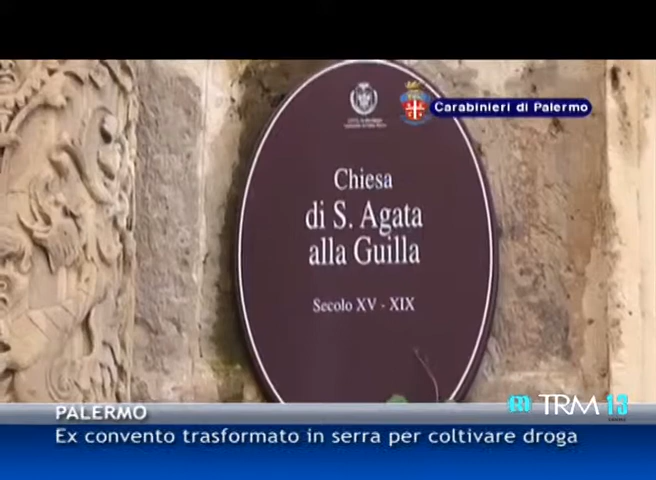 Carabinieri di Palermo
Chiesa
di S. Agata
alla Guilla
Secolo XV - XIX
TRM 13
PALERMO
Ex convento trasformato in serra per coltivare droga